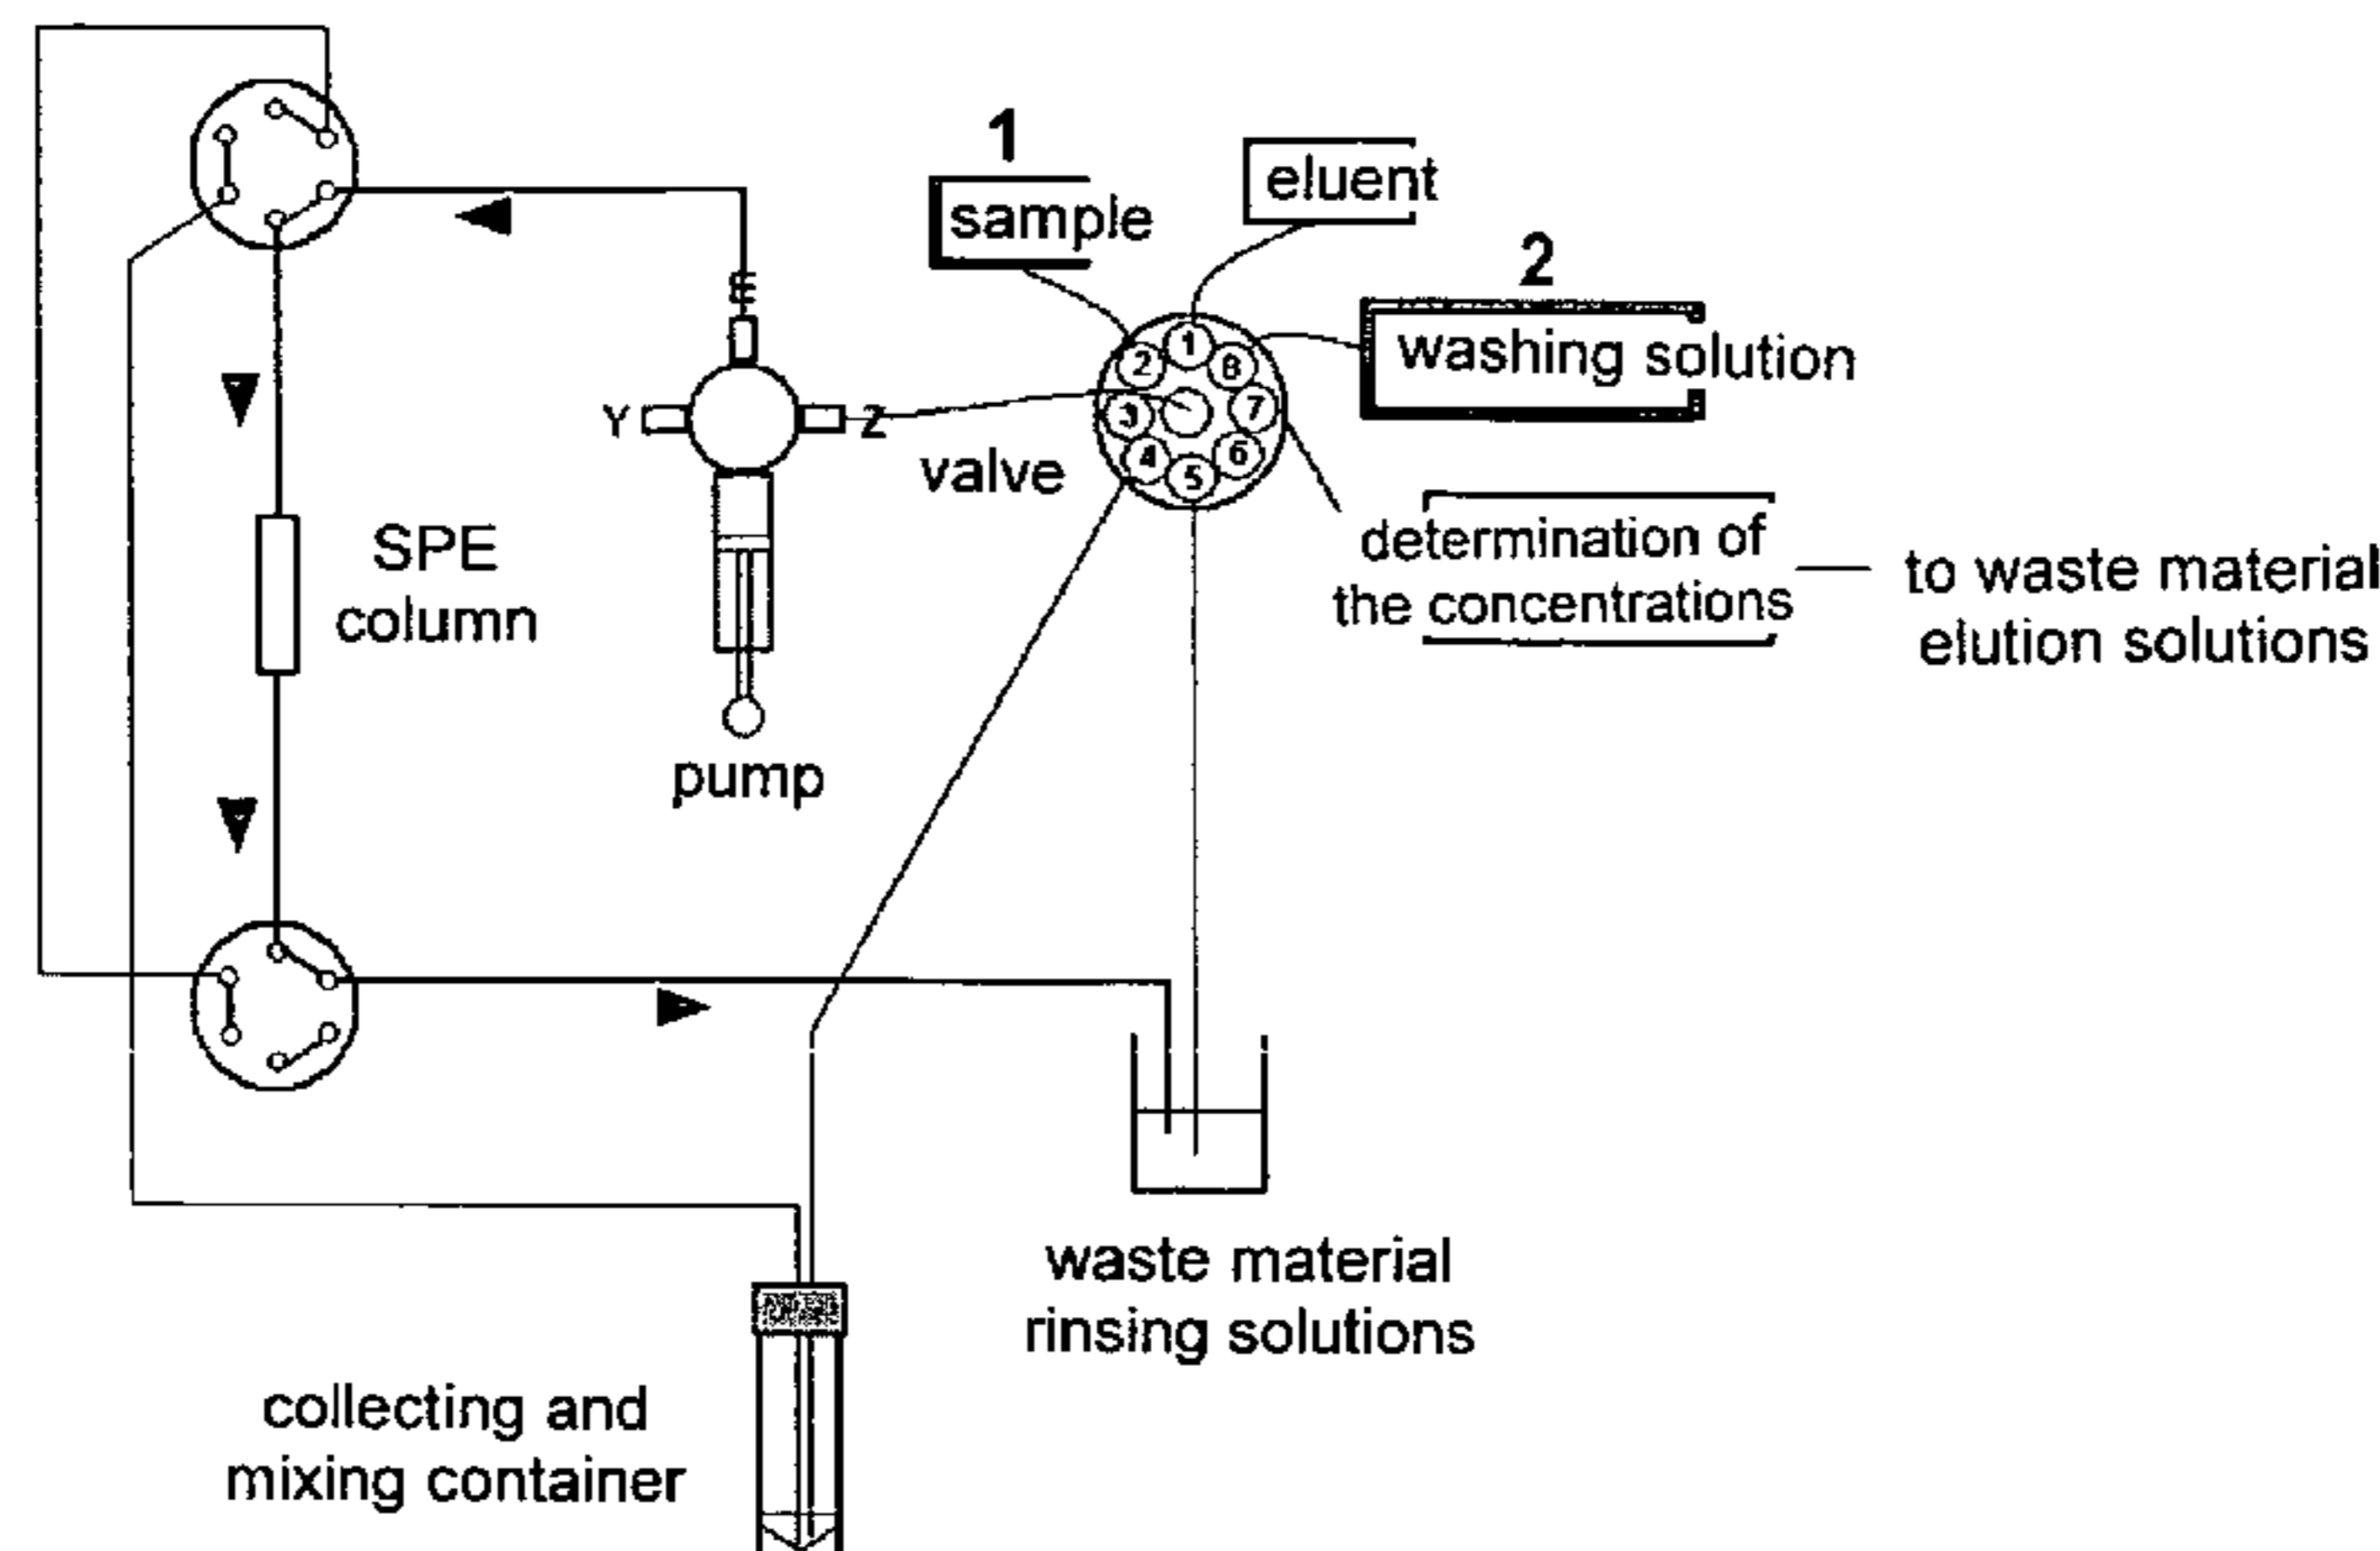 1
sample
eluent
2
washing solution
1
2
8
3
7
4
6
5
Y
Z
valve
SPE
column
pump
determination of
the concentrations
to waste material
elution solutions
waste material
rinsing solutions
collecting and
mixing container